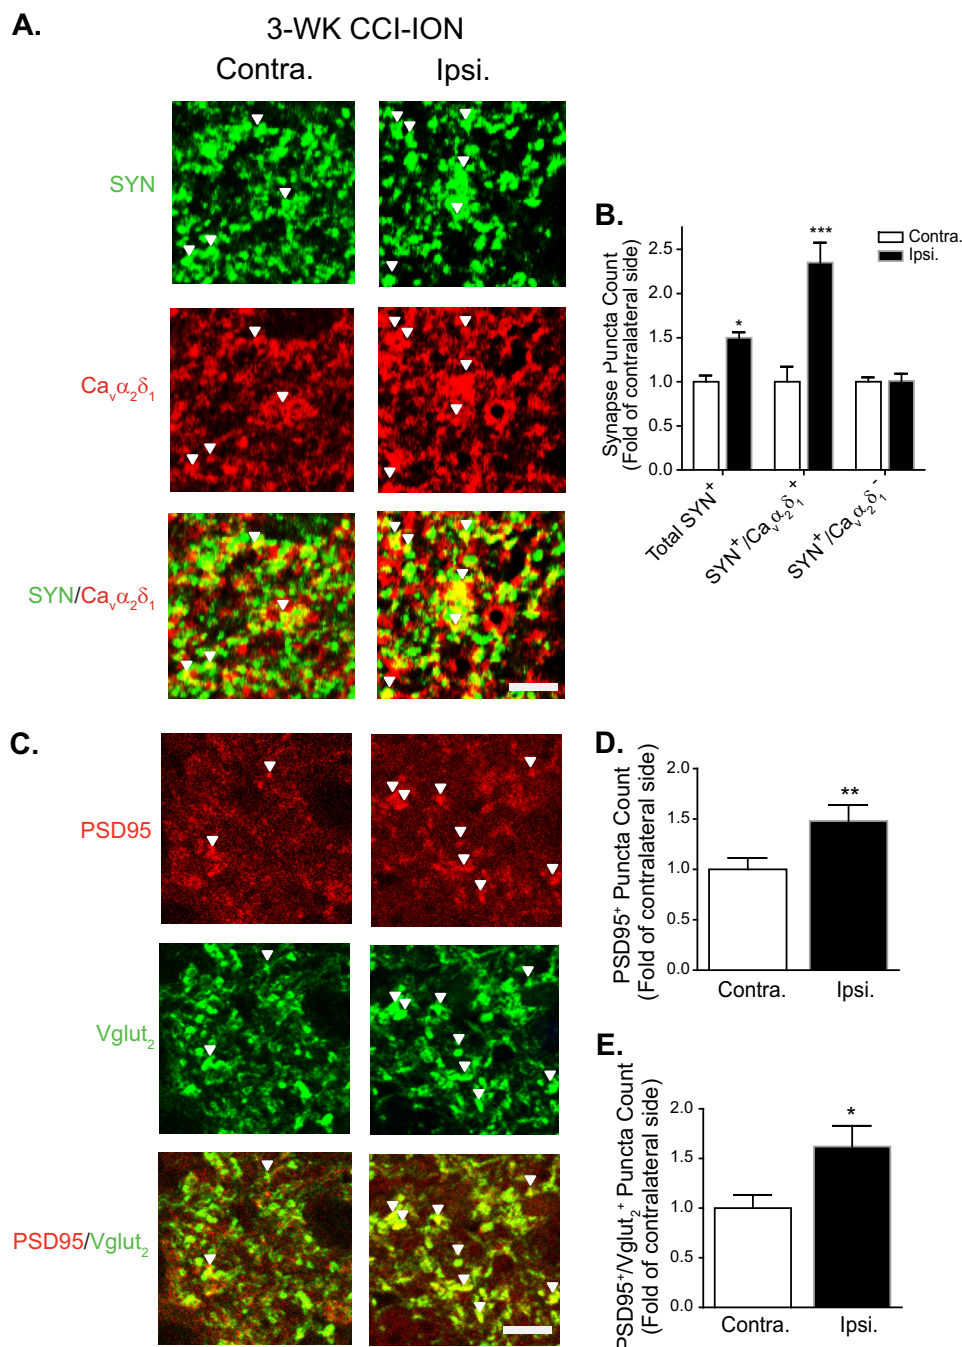 A.
3-WK CCI-ION
Contra.
Ipsi.
SYN
Caᵥα₂δ₁
SYN/Caᵥα₂δ₁
B.
Synapse Puncta Count
(Fold of contralateral side)
2.5
2.0
1.5
1.0
0.5
0.0
*
***
Contra.
Ipsi.
Total SYN⁺
SYN⁺/Caᵥα₂δ₁⁺
SYN⁺/Caᵥα₂δ₁⁻
C.
PSD95
Vglut₂
PSD95/Vglut₂
D.
PSD95⁺ Puncta Count
(Fold of contralateral side)
2.0
1.5
1.0
0.5
0.0
**
Contra.
Ipsi.
E.
PSD95⁺/Vglut₂⁺ Puncta Count
(Fold of contralateral side)
2.0
1.5
1.0
0.5
0.0
*
Contra.
Ipsi.